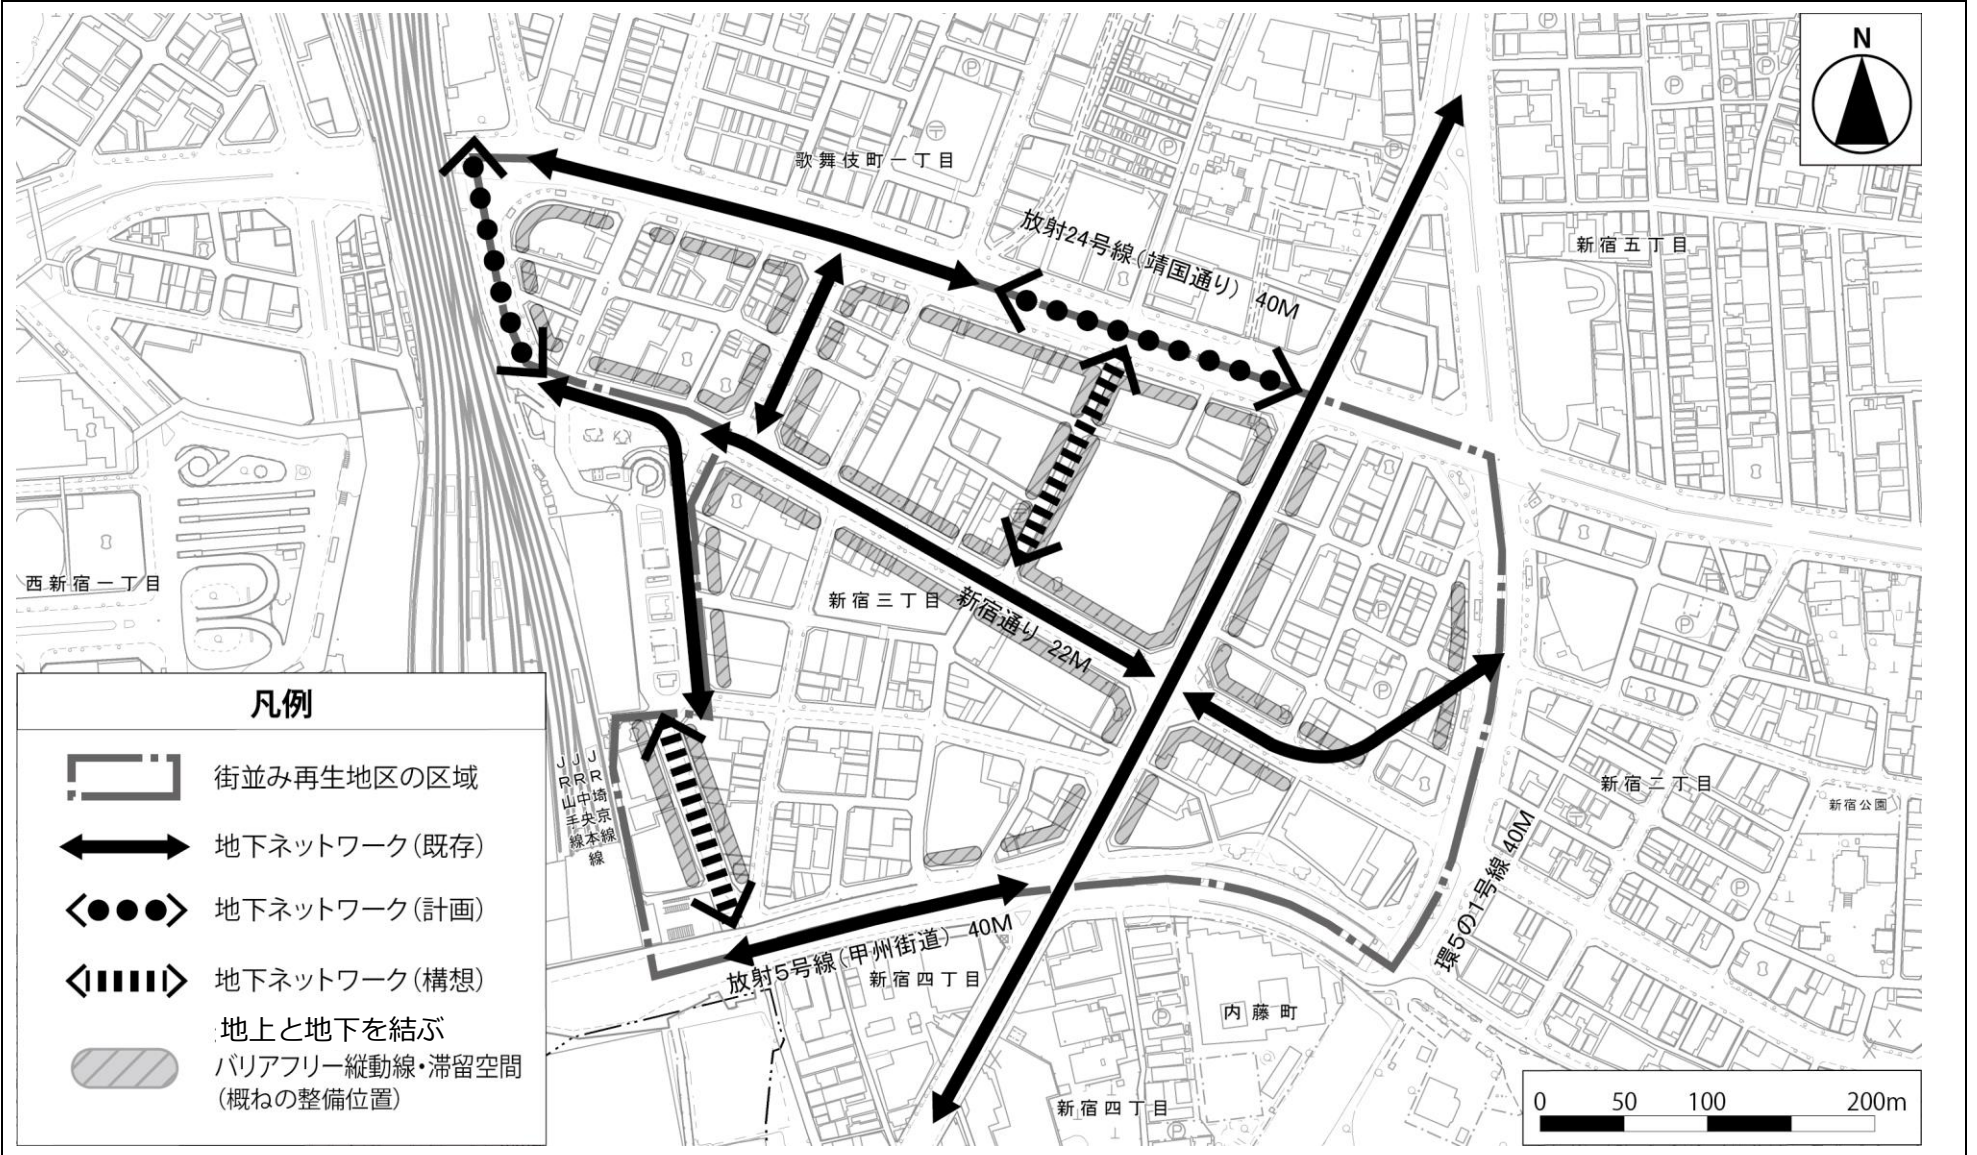 N
歌舞伎町一丁目
放射24号線(靖国通り) 40M
新宿五丁目
西新宿一丁目
新宿三丁目
新宿通り 22M
凡例
街並み再生地区の区域
地下ネットワーク(既存)
地下ネットワーク(計画)
地下ネットワーク(構想)
地上と地下を結ぶ
バリアフリー縦動線・滞留空間
(概ねの整備位置)
JR山手線
JR中央本線
JR埼京線
新宿二丁目
新宿公園
環5の1号線 40M
放射5号線(甲州街道) 40M
新宿四丁目
内藤町
新宿四丁目
0 50 100 200m